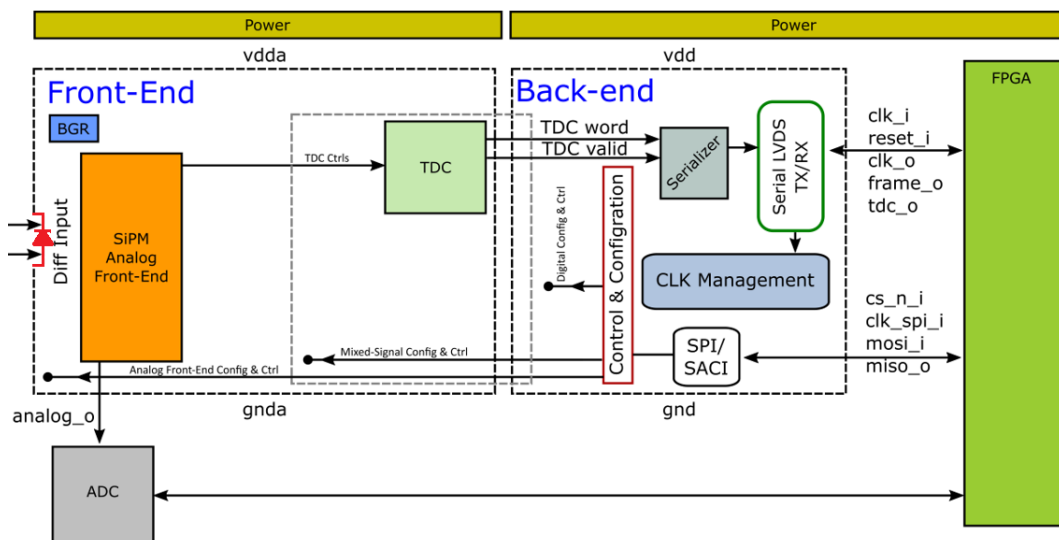 Power
Power
vdda
vdd
Front-End
Back-end
FPGA
BGR
TDC word
TDC valid
TDC Ctrls
TDC
Serializer
Serial LVDS
TX/RX
clk_i
reset_i
clk_o
frame_o
tdc_o
Diff Input
SiPM
Analog
Front-End
Digital Config & Ctrl
Control & Configration
CLK Management
cs_n_i
clk_spi_i
mosi_i
miso_o
SPI/
SACI
Mixed-Signal Config & Ctrl
Analog Front-End Config & Ctrl
gnda
gnd
analog_o
ADC